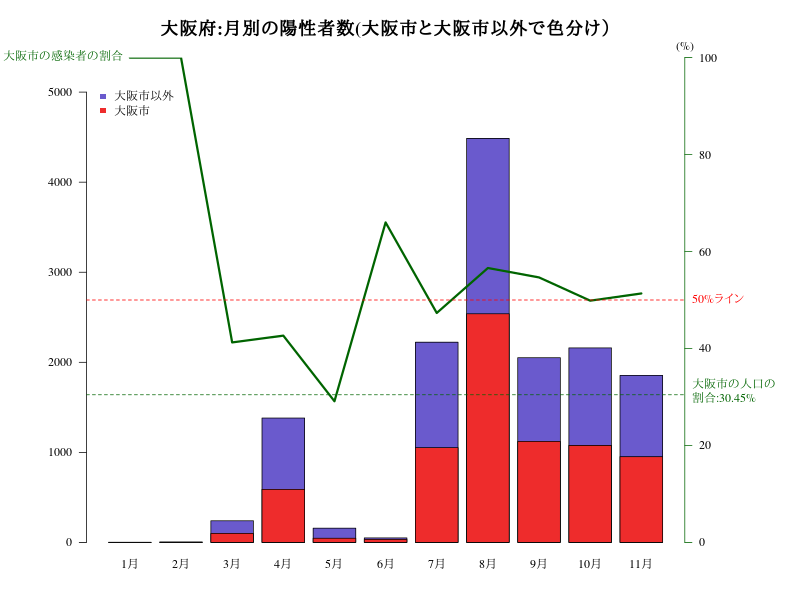 大阪府:月別の陽性者数(大阪市と大阪市以外で色分け）
(%)
大阪市の感染者の割合
100
5000
大阪市以外
大阪市
80
4000
60
3000
50%ライン
40
2000
大阪市の人口の
割合:30.45%
20
1000
0
0
1月 2月 3月 4月 5月 6月 7月 8月 9月 10月 11月